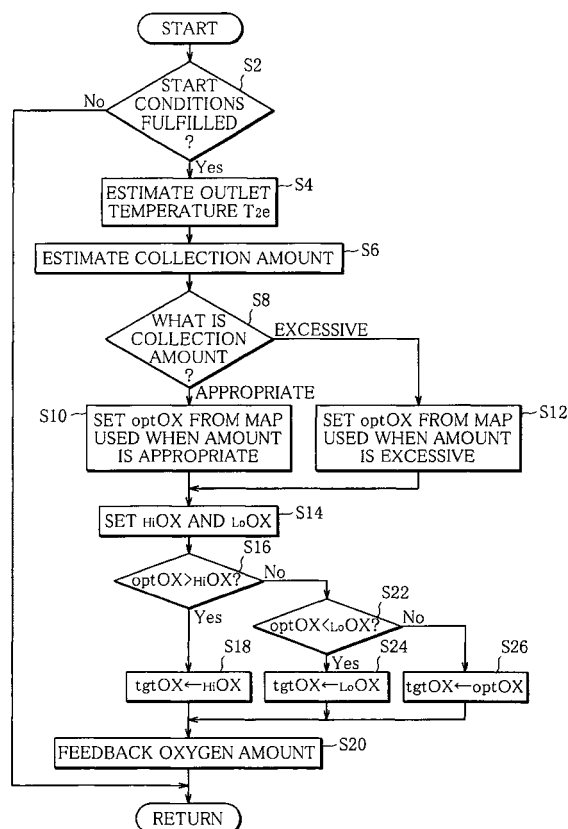 START
S2
START
CONDITIONS
FULFILLED
?
No
Yes
S4
ESTIMATE OUTLET
TEMPERATURE T2e
S6
ESTIMATE COLLECTION AMOUNT
S8
WHAT IS
COLLECTION
AMOUNT
?
EXCESSIVE
APPROPRIATE
S10
SET optOX FROM MAP
USED WHEN AMOUNT
IS APPROPRIATE
S12
SET optOX FROM MAP
USED WHEN AMOUNT
IS EXCESSIVE
S14
SET HiOX AND LoOX
S16
optOX>HiOX?
No
Yes
S22
optOX<LoOX?
No
Yes
S18
tgtOX←HiOX
S24
tgtOX←LoOX
S26
tgtOX←optOX
S20
FEEDBACK OXYGEN AMOUNT
RETURN